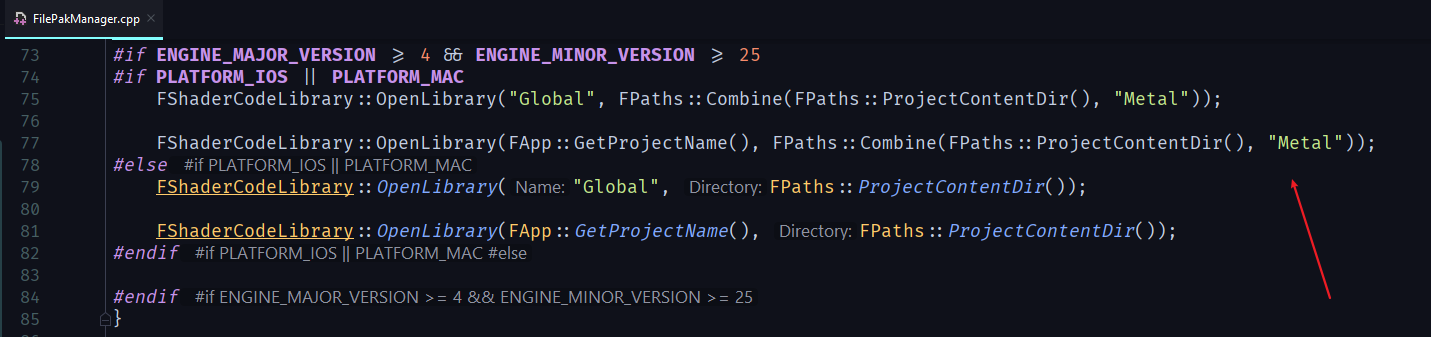 FilePakManager.cpp ×
73 #if ENGINE_MAJOR_VERSION >= 4 && ENGINE_MINOR_VERSION >= 25
74 #if PLATFORM_IOS || PLATFORM_MAC
75 FShaderCodeLibrary::OpenLibrary("Global", FPaths::Combine(FPaths::ProjectContentDir(), "Metal"));
76
77 FShaderCodeLibrary::OpenLibrary(FApp::GetProjectName(), FPaths::Combine(FPaths::ProjectContentDir(), "Metal"));
78 #else #if PLATFORM_IOS || PLATFORM_MAC
79 FShaderCodeLibrary::OpenLibrary( Name: "Global", Directory: FPaths::ProjectContentDir());
80
81 FShaderCodeLibrary::OpenLibrary(FApp::GetProjectName(), Directory: FPaths::ProjectContentDir());
82 #endif #if PLATFORM_IOS || PLATFORM_MAC #else
83
84 #endif #if ENGINE_MAJOR_VERSION >= 4 && ENGINE_MINOR_VERSION >= 25
85 }